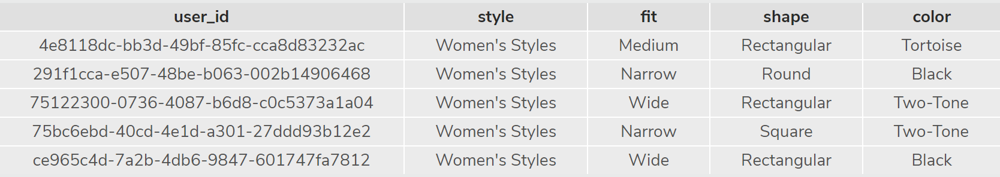 user_id style fit shape color
4e8118dc-bb3d-49bf-85fc-cca8d83232ac Women's Styles Medium Rectangular Tortoise
291f1cca-e507-48be-b063-002b14906468 Women's Styles Narrow Round Black
75122300-0736-4087-b6d8-c0c5373a1a04 Women's Styles Wide Rectangular Two-Tone
75bc6ebd-40cd-4e1d-a301-27ddd93b12e2 Women's Styles Narrow Square Two-Tone
ce965c4d-7a2b-4db6-9847-601747fa7812 Women's Styles Wide Rectangular Black